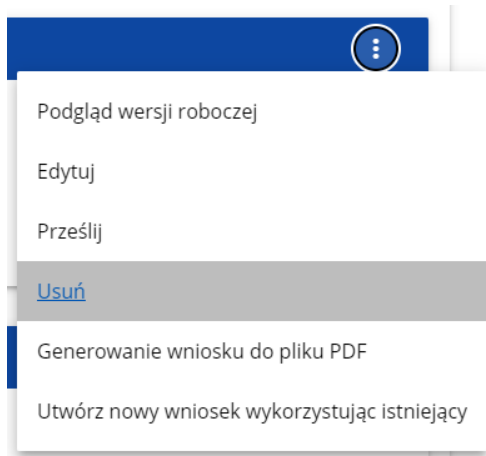 Podgląd wersji roboczej
Edytuj
Prześlij
Usuń
Generowanie wniosku do pliku PDF
Utwórz nowy wniosek wykorzystując istniejący